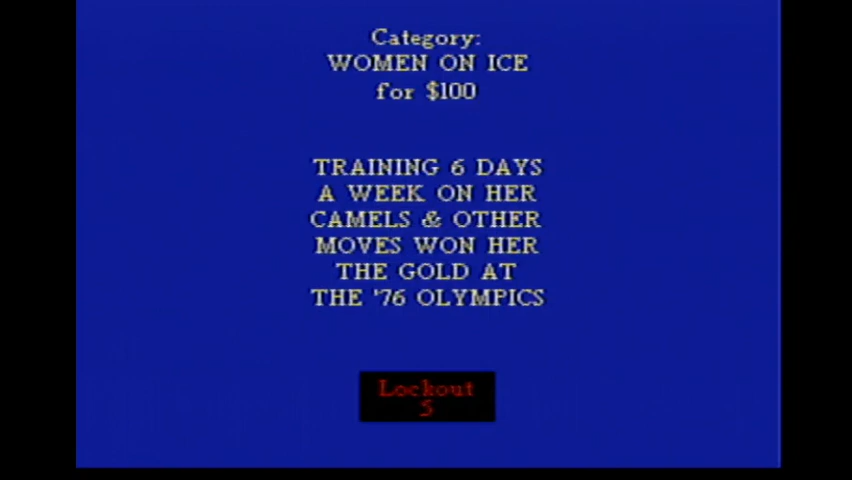 Category:
WOMEN ON ICE
for $100
TRAINING 6 DAYS
A WEEK ON HER
CAMELS & OTHER
MOVES WON HER
THE GOLD AT
THE '76 OLYMPICS
Lockout
5